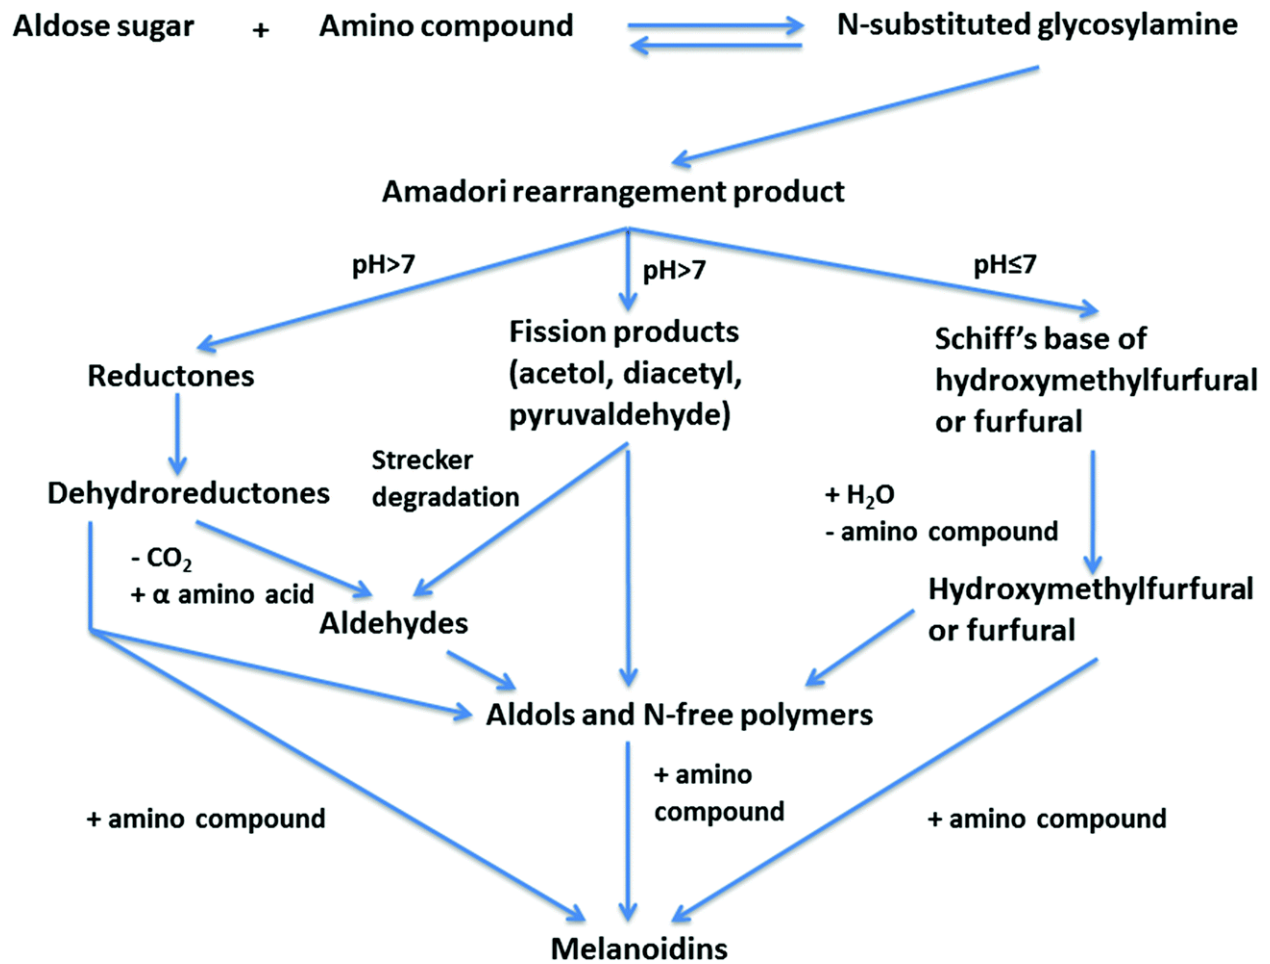 Aldose sugar + Amino compound N-substituted glycosylamine
Amadori rearrangement product
pH>7
pH>7
pH≤7
Reductones
Fission products
(acetol, diacetyl,
pyruvaldehyde)
Schiff's base of
hydroxymethylfurfural
or furfural
Strecker
degradation
Dehydroreductones
+ H₂O
- amino compound
- CO₂
+ α amino acid
Aldehydes
Hydroxymethylfurfural
or furfural
Aldols and N-free polymers
+ amino compound
+ amino
compound
+ amino compound
Melanoidins